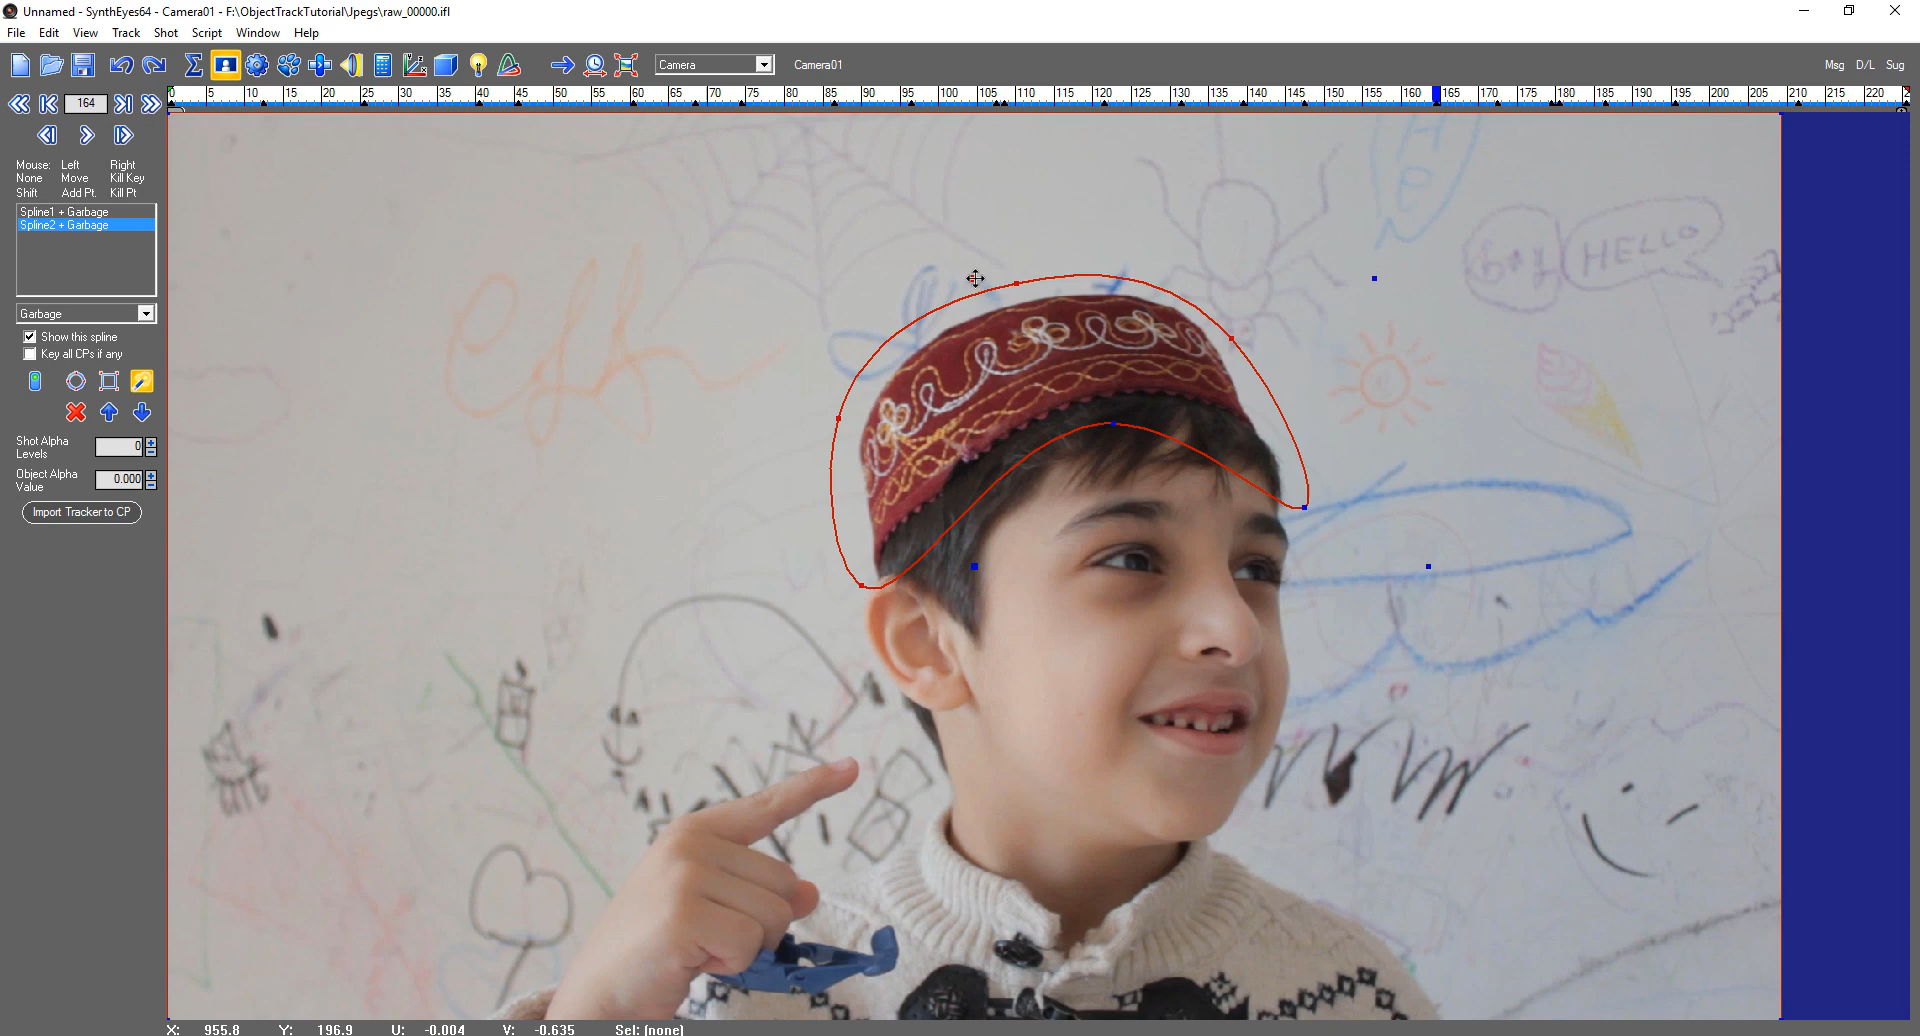 Unnamed - SynthEyes64 - Camera01 - F:\ObjectTrackTutorial\Jpegs\raw_00000.ifl
File Edit View Track Shot Script Window Help
Camera Camera01 Msg D/L Sug
164 0 5 10 15 20 25 30 35 40 45 50 55 60 65 70 75 80 85 90 95 100 105 110 115 120 125 130 135 140 145 150 155 160 165 170 175 180 185 190 195 200 205 210 215 220 2
Mouse: Left Right
None Move Kill Key
Shift Add Pt. Kill Pt
Spline1 + Garbage
Spline2 + Garbage
Garbage
Show this spline
Key all CPs if any
Shot Alpha Levels 0
Object Alpha Value 0.000
Import Tracker to CP
HELLO
X: 955.8 Y: 196.9 U: -0.004 V: -0.635 Sel: (none)